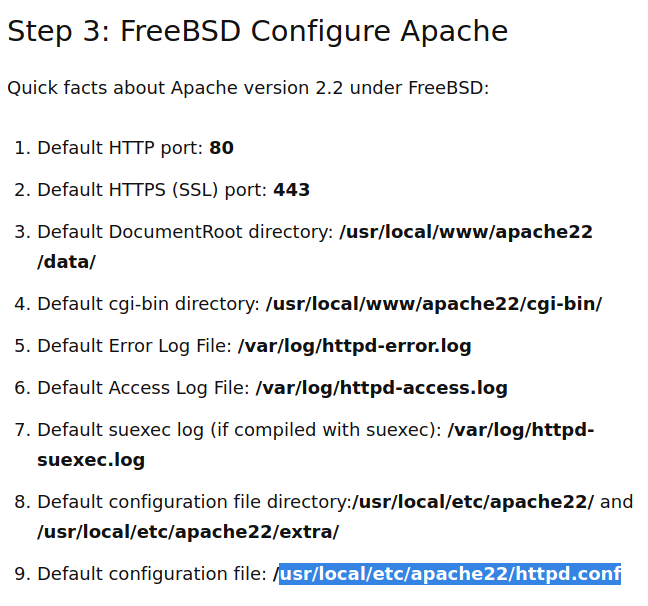 Step 3: FreeBSD Configure Apache
Quick facts about Apache version 2.2 under FreeBSD:
1. Default HTTP port: 80
2. Default HTTPS (SSL) port: 443
3. Default DocumentRoot directory: /usr/local/www/apache22
/data/
4. Default cgi-bin directory: /usr/local/www/apache22/cgi-bin/
5. Default Error Log File: /var/log/httpd-error.log
6. Default Access Log File: /var/log/httpd-access.log
7. Default suexec log (if compiled with suexec): /var/log/httpd-
suexec.log
8. Default configuration file directory:/usr/local/etc/apache22/ and
/usr/local/etc/apache22/extra/
9. Default configuration file: /usr/local/etc/apache22/httpd.conf